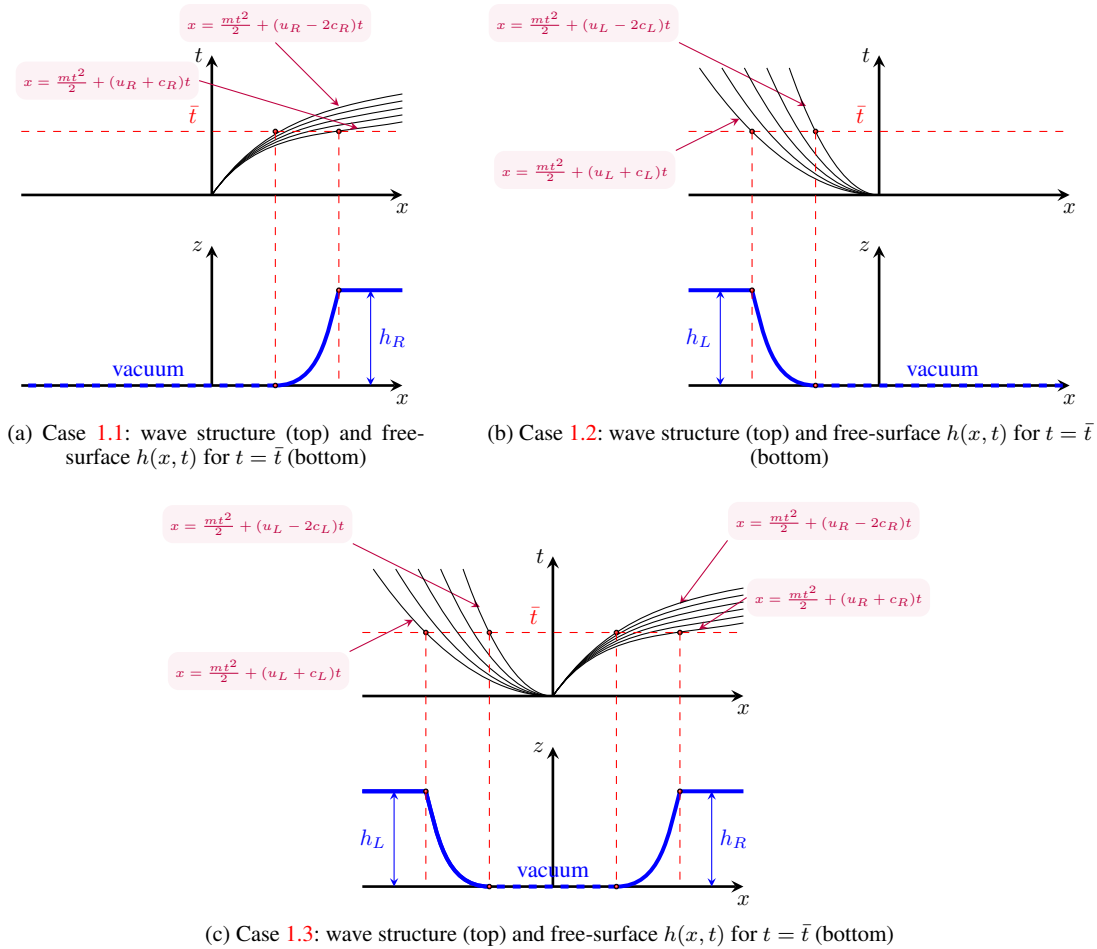 x = mt²/2 + (u_R − 2c_R)t
t
x = mt²/2 + (u_R + c_R)t
t̄
x
z
h_R
vacuum
x
(a) Case 1.1: wave structure (top) and free-
surface h(x, t) for t = t̄ (bottom)
x = mt²/2 + (u_L − 2c_L)t
t
t̄
x = mt²/2 + (u_L + c_L)t
x
z
h_L
vacuum
x
(b) Case 1.2: wave structure (top) and free-surface h(x, t) for t = t̄
(bottom)
x = mt²/2 + (u_L − 2c_L)t
x = mt²/2 + (u_R − 2c_R)t
t
x = mt²/2 + (u_R + c_R)t
t̄
x = mt²/2 + (u_L + c_L)t
x
z
h_L
h_R
vacuum
x
(c) Case 1.3: wave structure (top) and free-surface h(x, t) for t = t̄ (bottom)